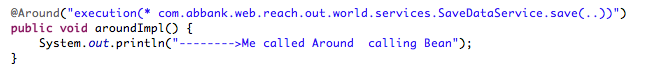 @Around("execution(* com.abbank.web.reach.out.world.services.SaveDataService.save(..))")
public void aroundImpl() {
    System.out.println("-------->Me called Around  calling Bean");
}